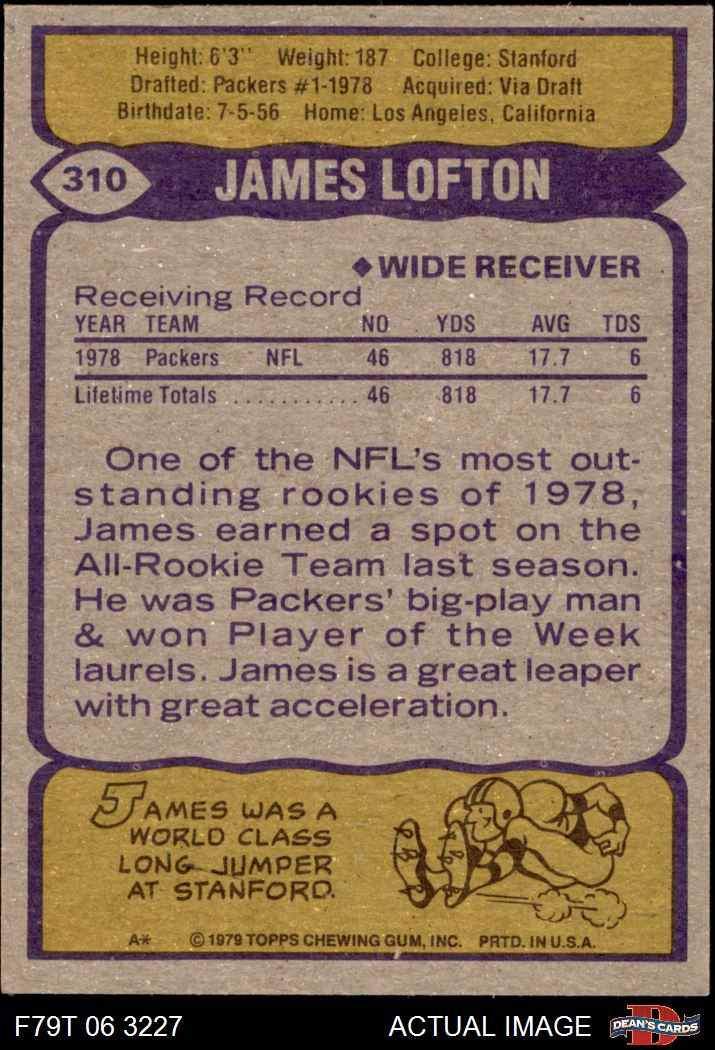 Height: 6'3" Weight: 187 College: Stanford
Drafted: Packers #1-1978 Acquired: Via Draft
Birthdate: 7-5-56 Home: Los Angeles, California
310 JAMES LOFTON
◆WIDE RECEIVER
Receiving Record
YEAR TEAM NO YDS AVG TDS
1978 Packers NFL 46 818 17.7 6
Lifetime Totals ........... 46 818 17.7 6
One of the NFL's most out-
standing rookies of 1978,
James earned a spot on the
All-Rookie Team last season.
He was Packers' big-play man
& won Player of the Week
laurels. James is a great leaper
with great acceleration.
JAMES WAS A
WORLD CLASS
LONG JUMPER
AT STANFORD.
A* © 1979 TOPPS CHEWING GUM, INC. PRTD. IN U.S.A.
F79T 06 3227 ACTUAL IMAGE D DEAN'S CARDS